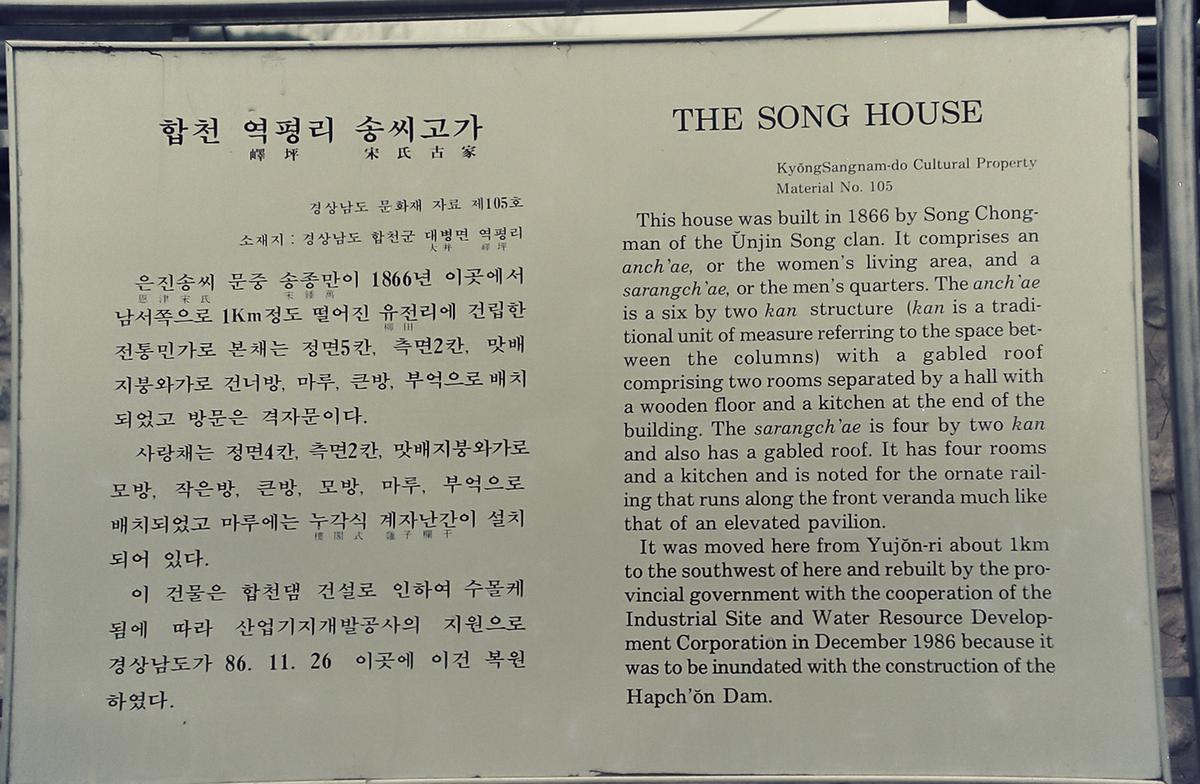 합천 역평리 송씨고가
嶧坪 宋氏古家
경상남도 문화재 자료 제105호
소재지 : 경상남도 합천군 대병면 역평리
大幷 嶧坪
은진송씨 문중 송종만이 1866년 이곳에서
恩津宋氏 宋鍾萬
남서쪽으로 1Km정도 떨어진 유전리에 건립한
柳田
전통민가로 본채는 정면5칸, 측면2칸, 맛배
지붕와가로 건너방, 마루, 큰방, 부엌으로 배치
되었고 방문은 격자문이다.
사랑채는 정면4칸, 측면2칸, 맛배지붕와가로
모방, 작은방, 큰방, 모방, 마루, 부엌으로
배치되었고 마루에는 누각식 계자난간이 설치
樓閣式 子欄干
되어 있다.
이 건물은 합천댐 건설로 인하여 수몰케
됨에 따라 산업기지개발공사의 지원으로
경상남도가 86. 11. 26 이곳에 이건 복원
하였다.
THE SONG HOUSE
KyŏngSangnam-do Cultural Property
Material No. 105
This house was built in 1866 by Song Chong-
man of the Ŭnjin Song clan. It comprises an
anch'ae, or the women's living area, and a
sarangch'ae, or the men's quarters. The anch'ae
is a six by two kan structure (kan is a tradi-
tional unit of measure referring to the space bet-
ween the columns) with a gabled roof
comprising two rooms separated by a hall with
a wooden floor and a kitchen at the end of the
building. The sarangch'ae is four by two kan
and also has a gabled roof. It has four rooms
and a kitchen and is noted for the ornate rail-
ing that runs along the front veranda much like
that of an elevated pavilion.
It was moved here from Yujŏn-ri about 1km
to the southwest of here and rebuilt by the pro-
vincial government with the cooperation of the
Industrial Site and Water Resource Develop-
ment Corporation in December 1986 because it
was to be inundated with the construction of the
Hapch'ŏn Dam.